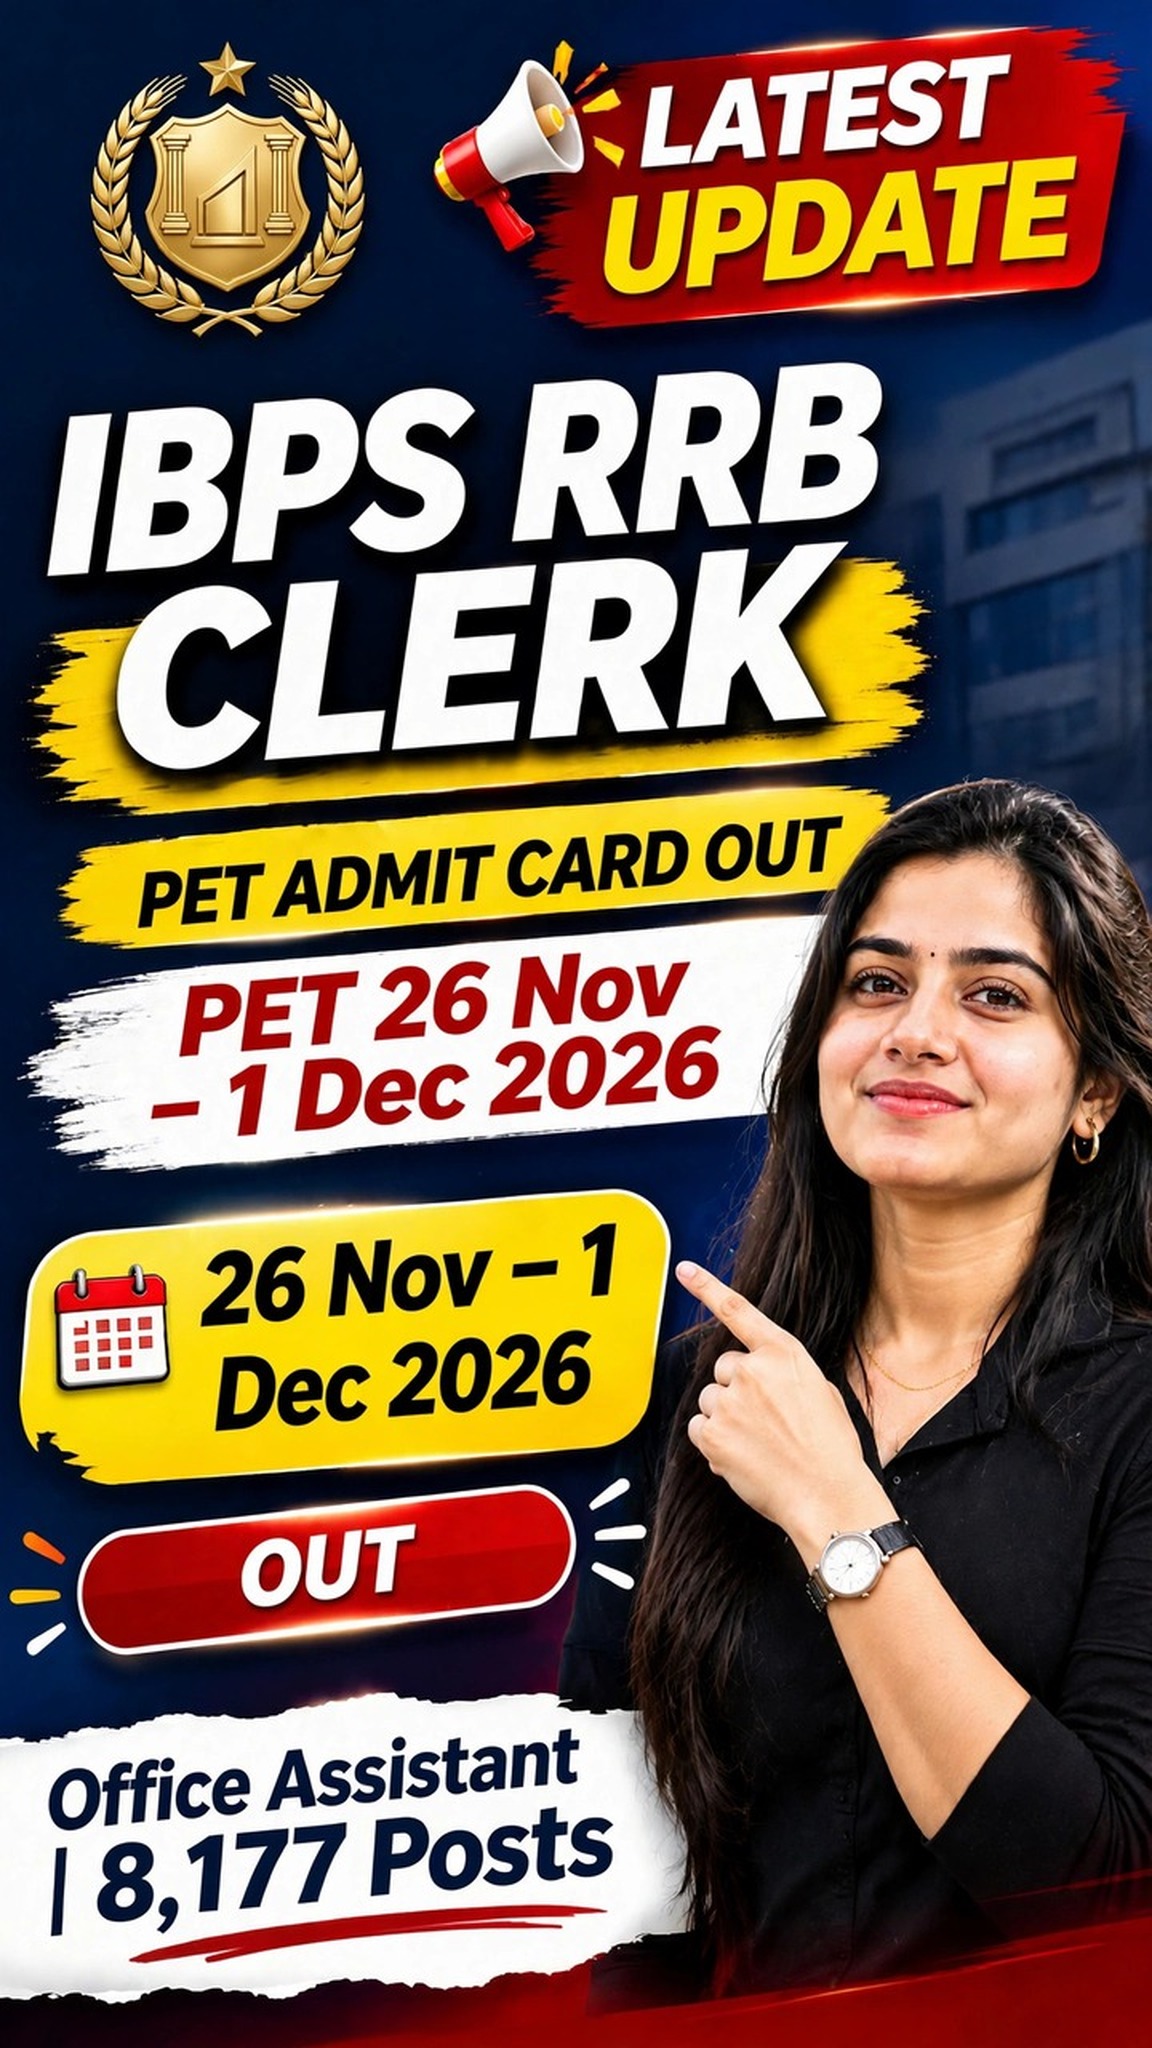 LATEST
UPDATE
IBPS RRB
CLERK
PET ADMIT CARD OUT
PET 26 Nov
– 1 Dec 2026
26 Nov – 1
Dec 2026
OUT
Office Assistant
| 8,177 Posts